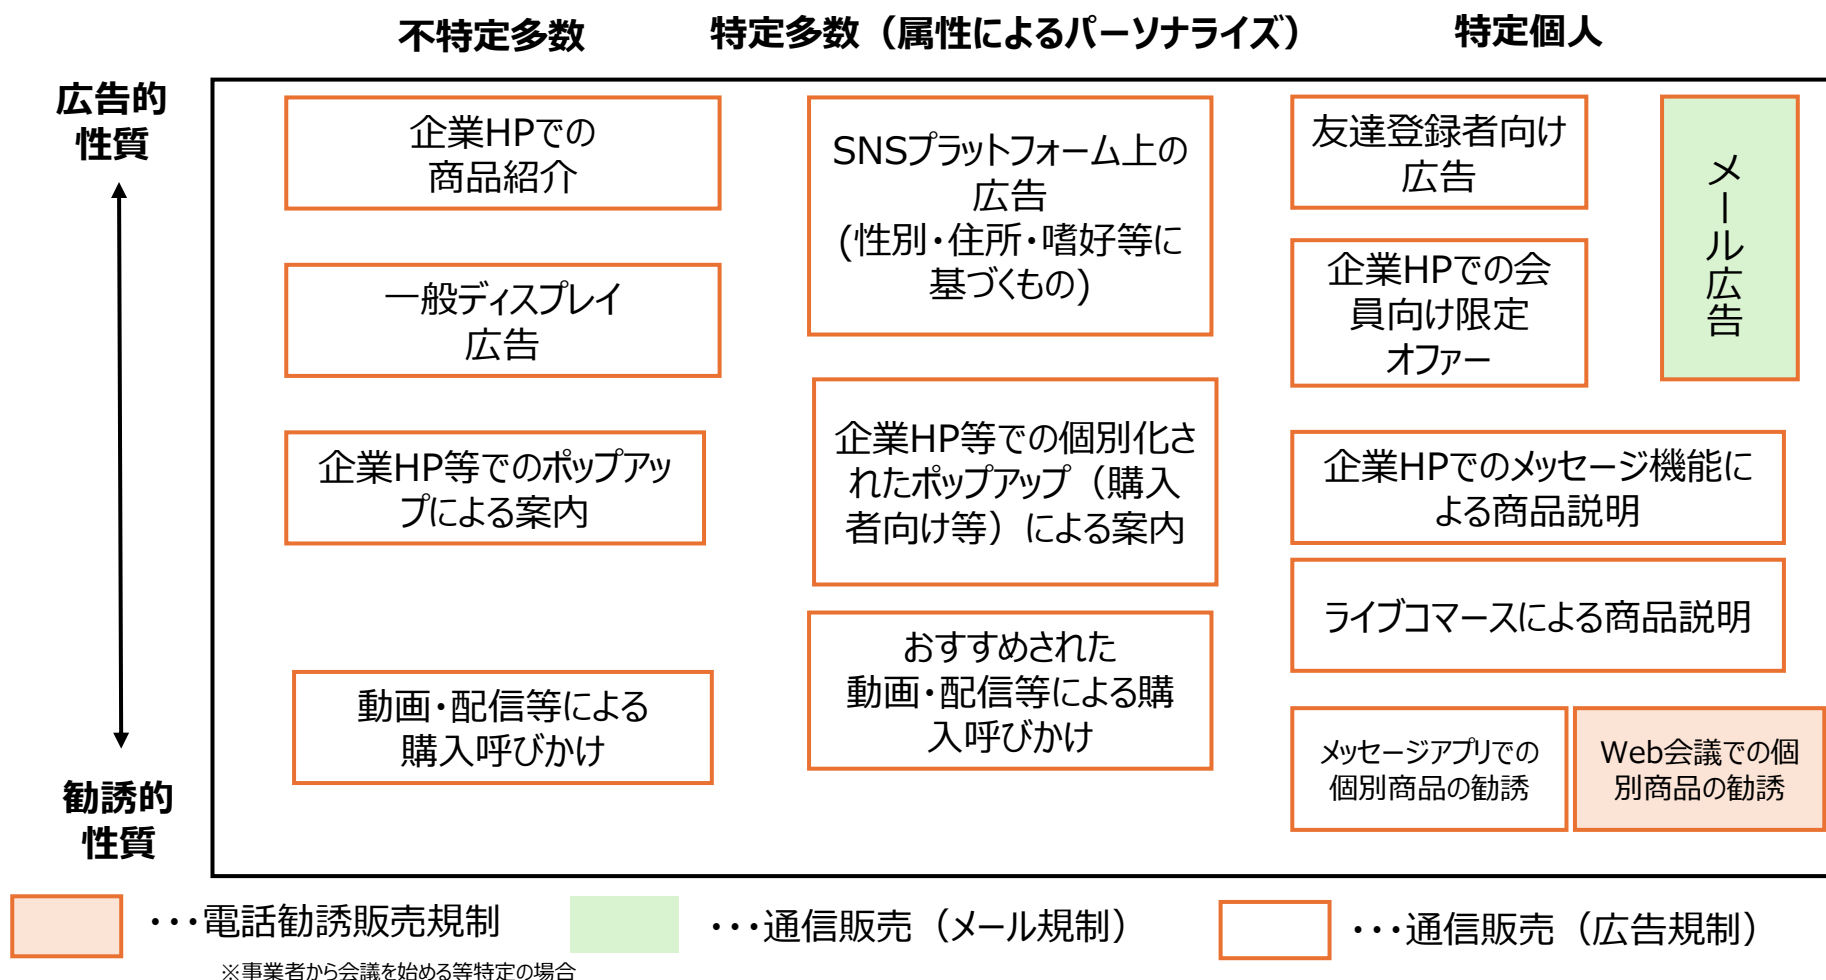 不特定多数
特定多数（属性によるパーソナライズ）
特定個人
広告的
性質
勧誘的
性質
企業HPでの
商品紹介
一般ディスプレイ
広告
企業HP等でのポップアッ
プによる案内
動画・配信等による
購入呼びかけ
SNSプラットフォーム上の
広告
(性別・住所・嗜好等に
基づくもの)
企業HP等での個別化さ
れたポップアップ（購入
者向け等）による案内
おすすめされた
動画・配信等による購
入呼びかけ
友達登録者向け
広告
企業HPでの会
員向け限定
オファー
メール広告
企業HPでのメッセージ機能に
よる商品説明
ライブコマースによる商品説明
メッセージアプリでの
個別商品の勧誘
Web会議での個
別商品の勧誘
・・・電話勧誘販売規制
※事業者から会議を始める等特定の場合
・・・通信販売（メール規制）
・・・通信販売（広告規制）